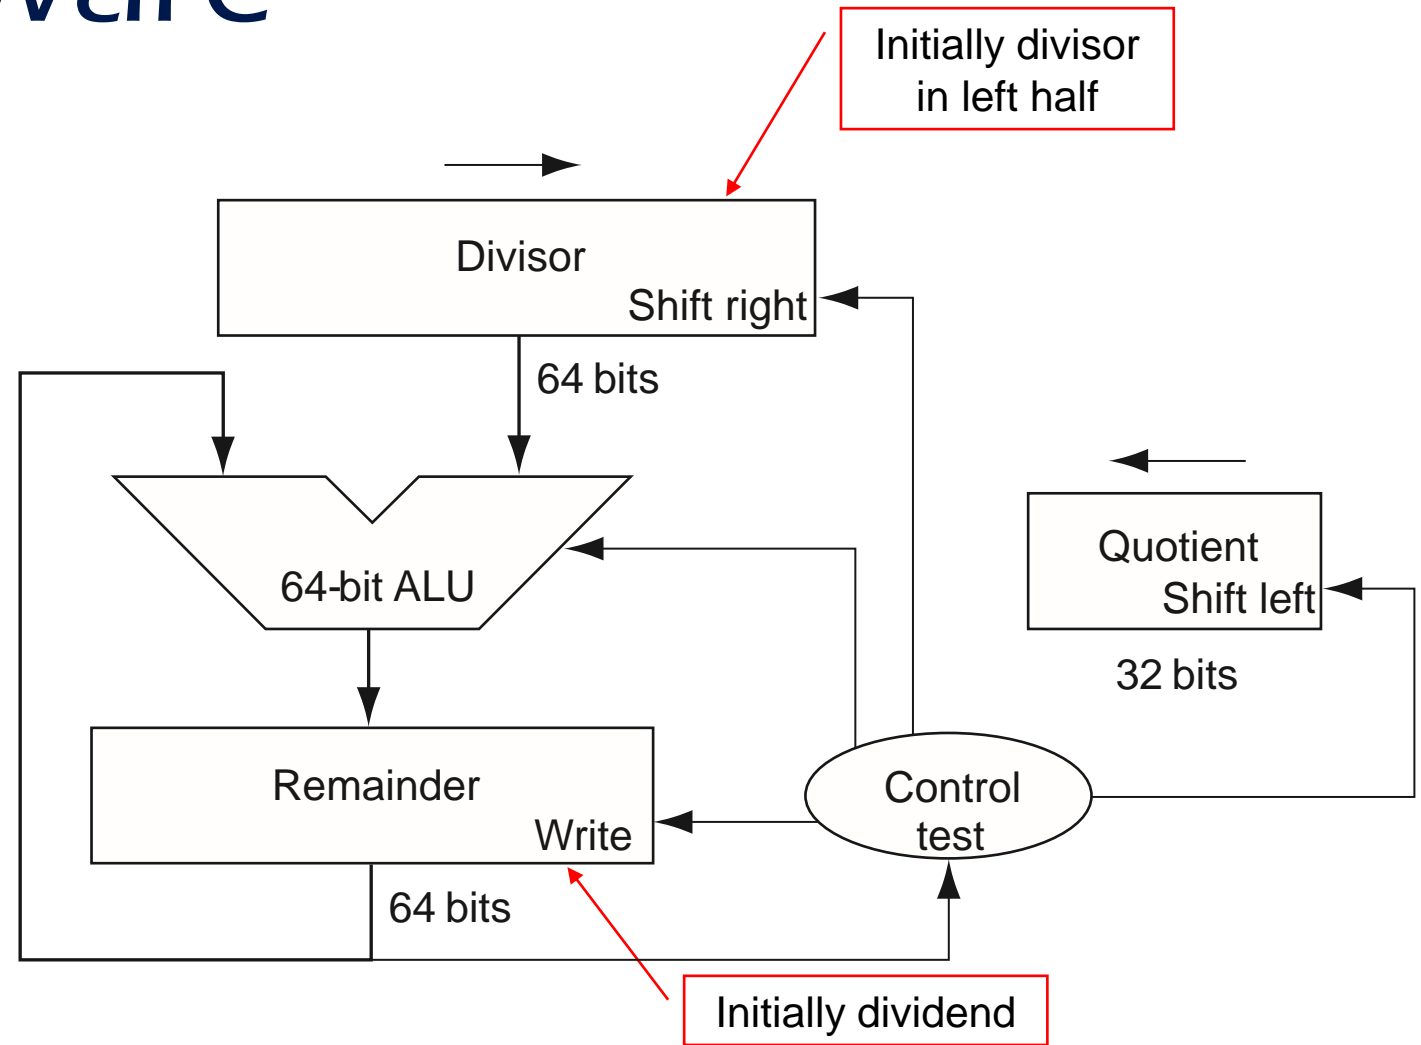 Initially divisor
in left half
Divisor
Shift right
64 bits
64-bit ALU
Quotient
Shift left
32 bits
Remainder
Write
Control
test
64 bits
Initially dividend